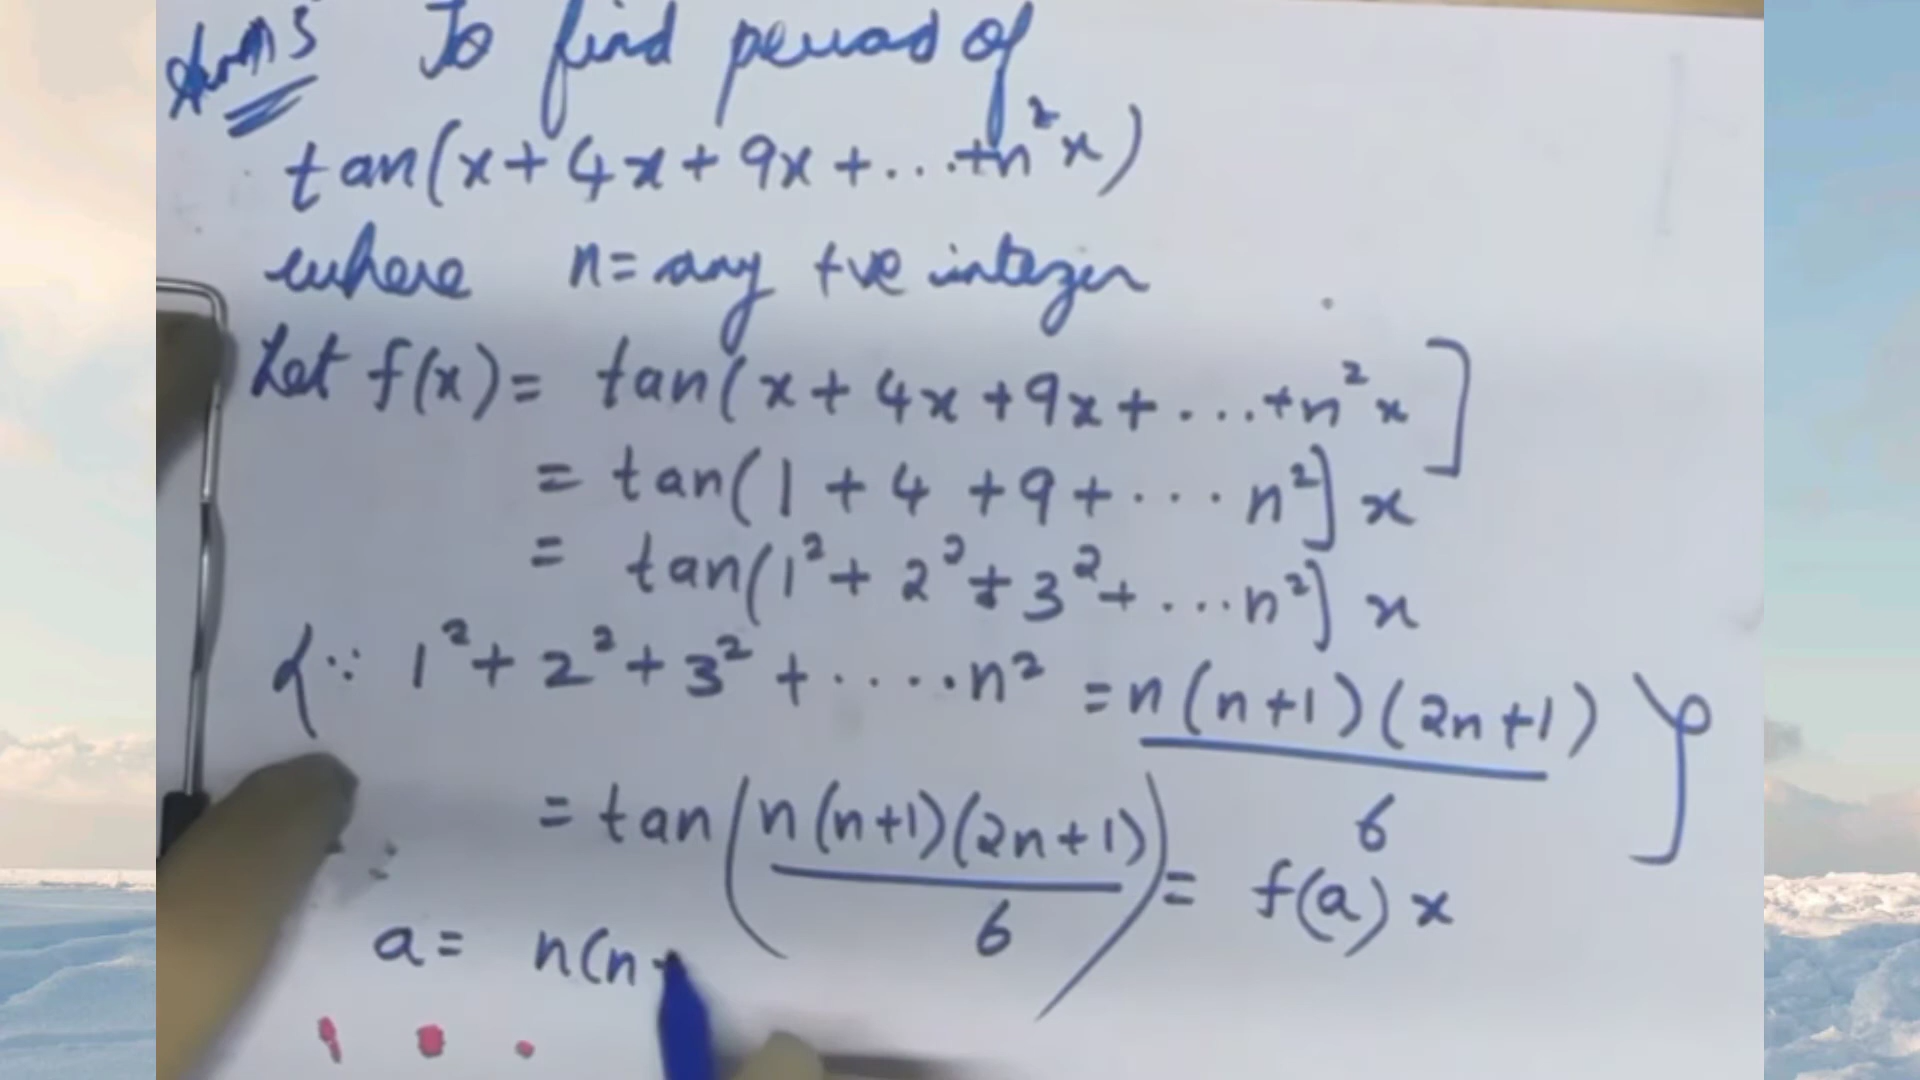 Ans To find period of
tan(x+4x+9x+...+n²x)
where n=any +ve integer
Let f(x)= tan(x+4x+9x+...+n²x]
= tan(1+4+9+...n²]x
= tan(1²+2²+3²+...n²]x
{∵ 1²+2²+3²+....n² = n(n+1)(2n+1)/6}
= tan(n(n+1)(2n+1)/6) = f(a)x
a= n(n